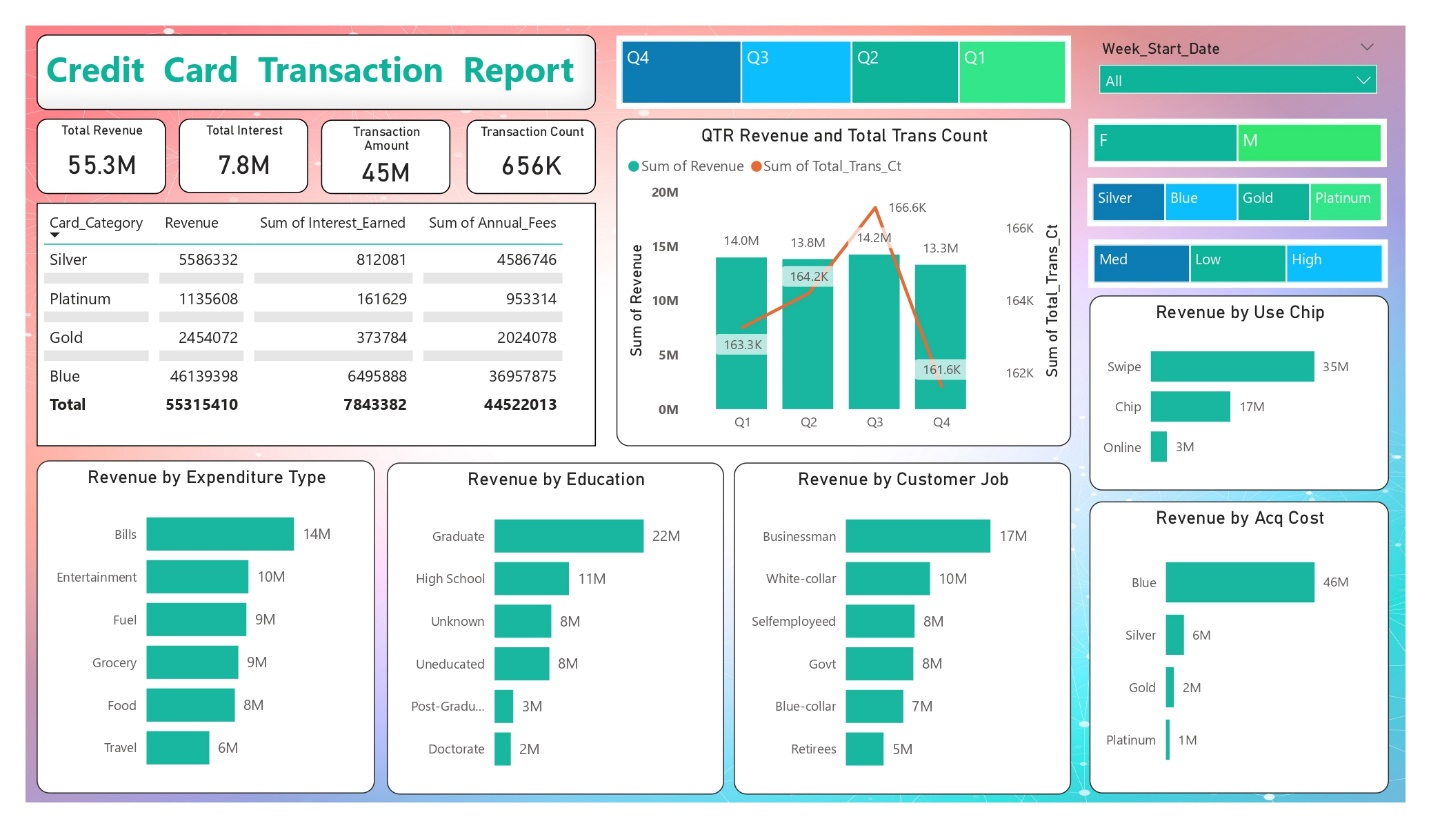 Credit Card Transaction Report
Q4 Q3 Q2 Q1
Week_Start_Date
All
F M
Silver Blue Gold Platinum
Med Low High
Total Revenue
55.3M
Total Interest
7.8M
Transaction
Amount
45M
Transaction Count
656K
Card_Category Revenue Sum of Interest_Earned Sum of Annual_Fees
Silver 5586332 812081 4586746
Platinum 1135608 161629 953314
Gold 2454072 373784 2024078
Blue 46139398 6495888 36957875
Total 55315410 7843382 44522013
QTR Revenue and Total Trans Count
Sum of Revenue Sum of Total_Trans_Ct
Sum of Revenue
20M
15M
10M
5M
0M
14.0M
13.8M
14.2M
13.3M
163.3K
164.2K
166.6K
161.6K
Q1 Q2 Q3 Q4
166K
164K
162K
Sum of Total_Trans_Ct
Revenue by Use Chip
Swipe 35M
Chip 17M
Online 3M
Revenue by Expenditure Type
Bills 14M
Entertainment 10M
Fuel 9M
Grocery 9M
Food 8M
Travel 6M
Revenue by Education
Graduate 22M
High School 11M
Unknown 8M
Uneducated 8M
Post-Gradu... 3M
Doctorate 2M
Revenue by Customer Job
Businessman 17M
White-collar 10M
Selfemployeed 8M
Govt 8M
Blue-collar 7M
Retirees 5M
Revenue by Acq Cost
Blue 46M
Silver 6M
Gold 2M
Platinum 1M